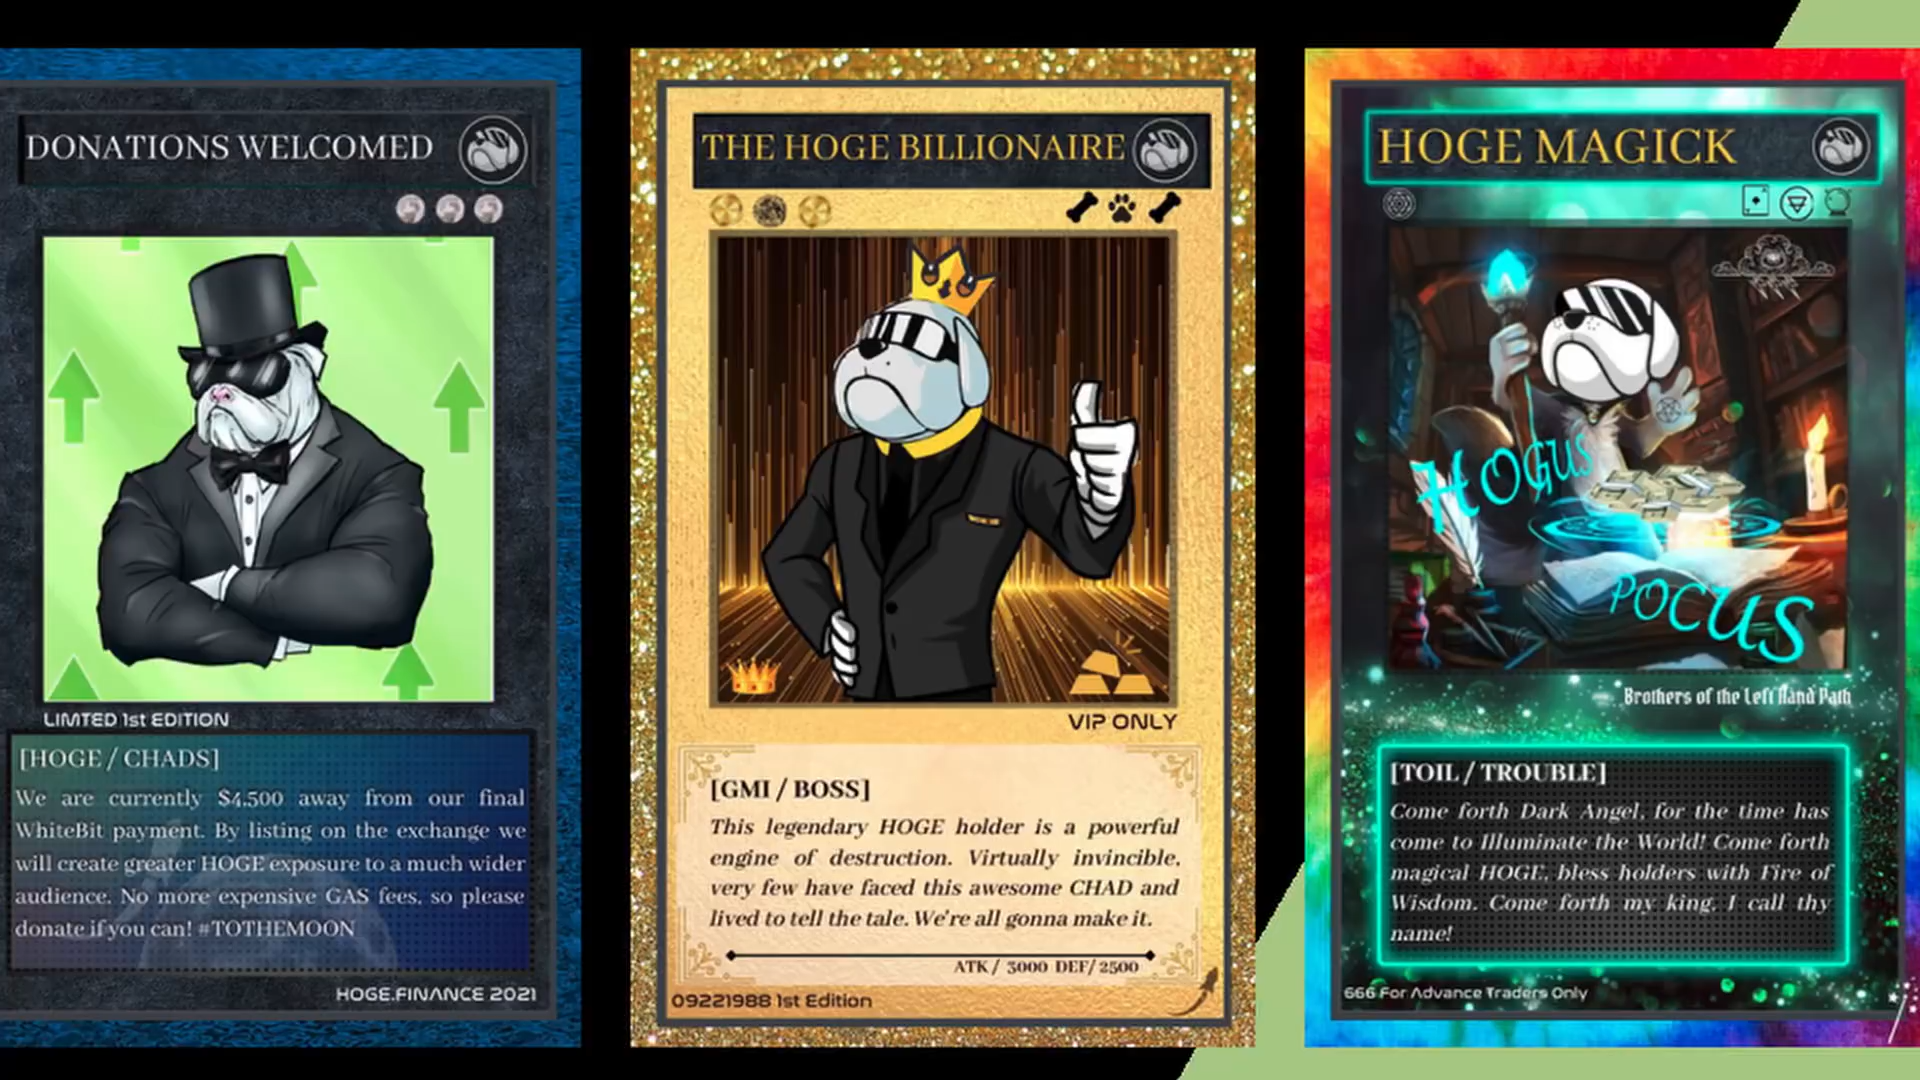 DONATIONS WELCOMED
LIMTED 1st EDITION
[HOGE / CHADS]
We are currently $4,500 away from our final
WhiteBit payment. By listing on the exchange we
will create greater HOGE exposure to a much wider
audience. No more expensive GAS fees, so please
donate if you can! #TOTHEMOON
HOGE.FINANCE 2021
THE HOGE BILLIONAIRE
VIP ONLY
[GMI / BOSS]
This legendary HOGE holder is a powerful
engine of destruction. Virtually invincible,
very few have faced this awesome CHAD and
lived to tell the tale. We're all gonna make it.
ATK / 3000 DEF/ 2500
09221988 1st Edition
HOGE MAGICK
HOGUS
POCUS
Brothers of the Left Hand Path
[TOIL / TROUBLE]
Come forth Dark Angel, for the time has
come to Illuminate the World! Come forth
magical HOGE, bless holders with Fire of
Wisdom. Come forth my king, I call thy
name!
666 For Advance Traders Only